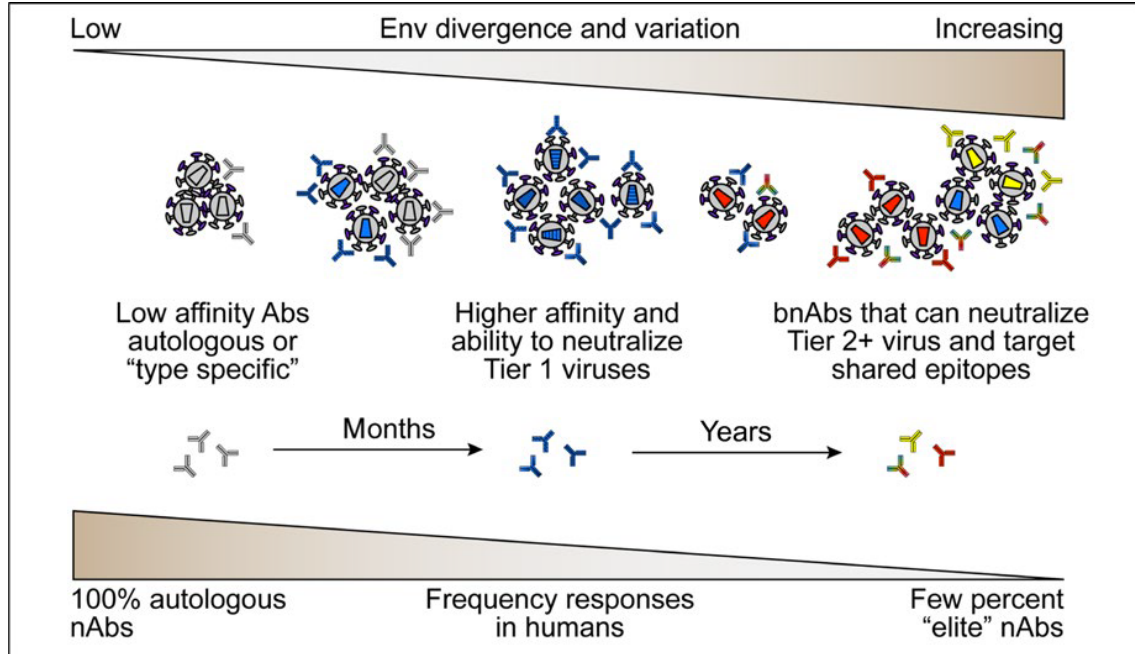 Low
Env divergence and variation
Increasing
Low affinity Abs
autologous or
“type specific”
Higher affinity and
ability to neutralize
Tier 1 viruses
bnAbs that can neutralize
Tier 2+ virus and target
shared epitopes
Months
Years
100% autologous
nAbs
Frequency responses
in humans
Few percent
“elite” nAbs